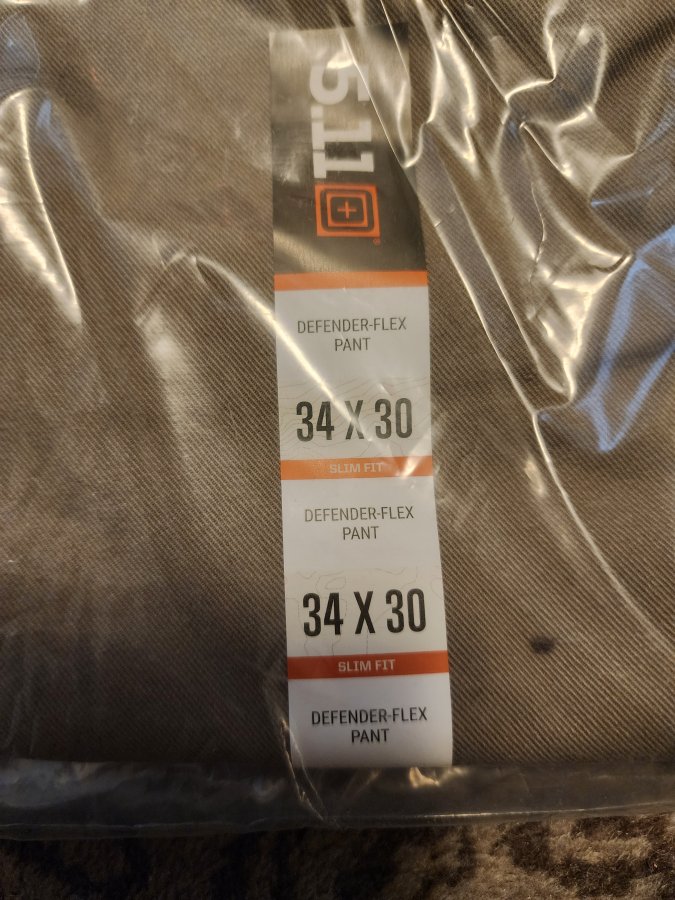 5.11
®
DEFENDER-FLEX
PANT
34 X 30
SLIM FIT
DEFENDER-FLEX
PANT
34 X 30
SLIM FIT
DEFENDER-FLEX
PANT